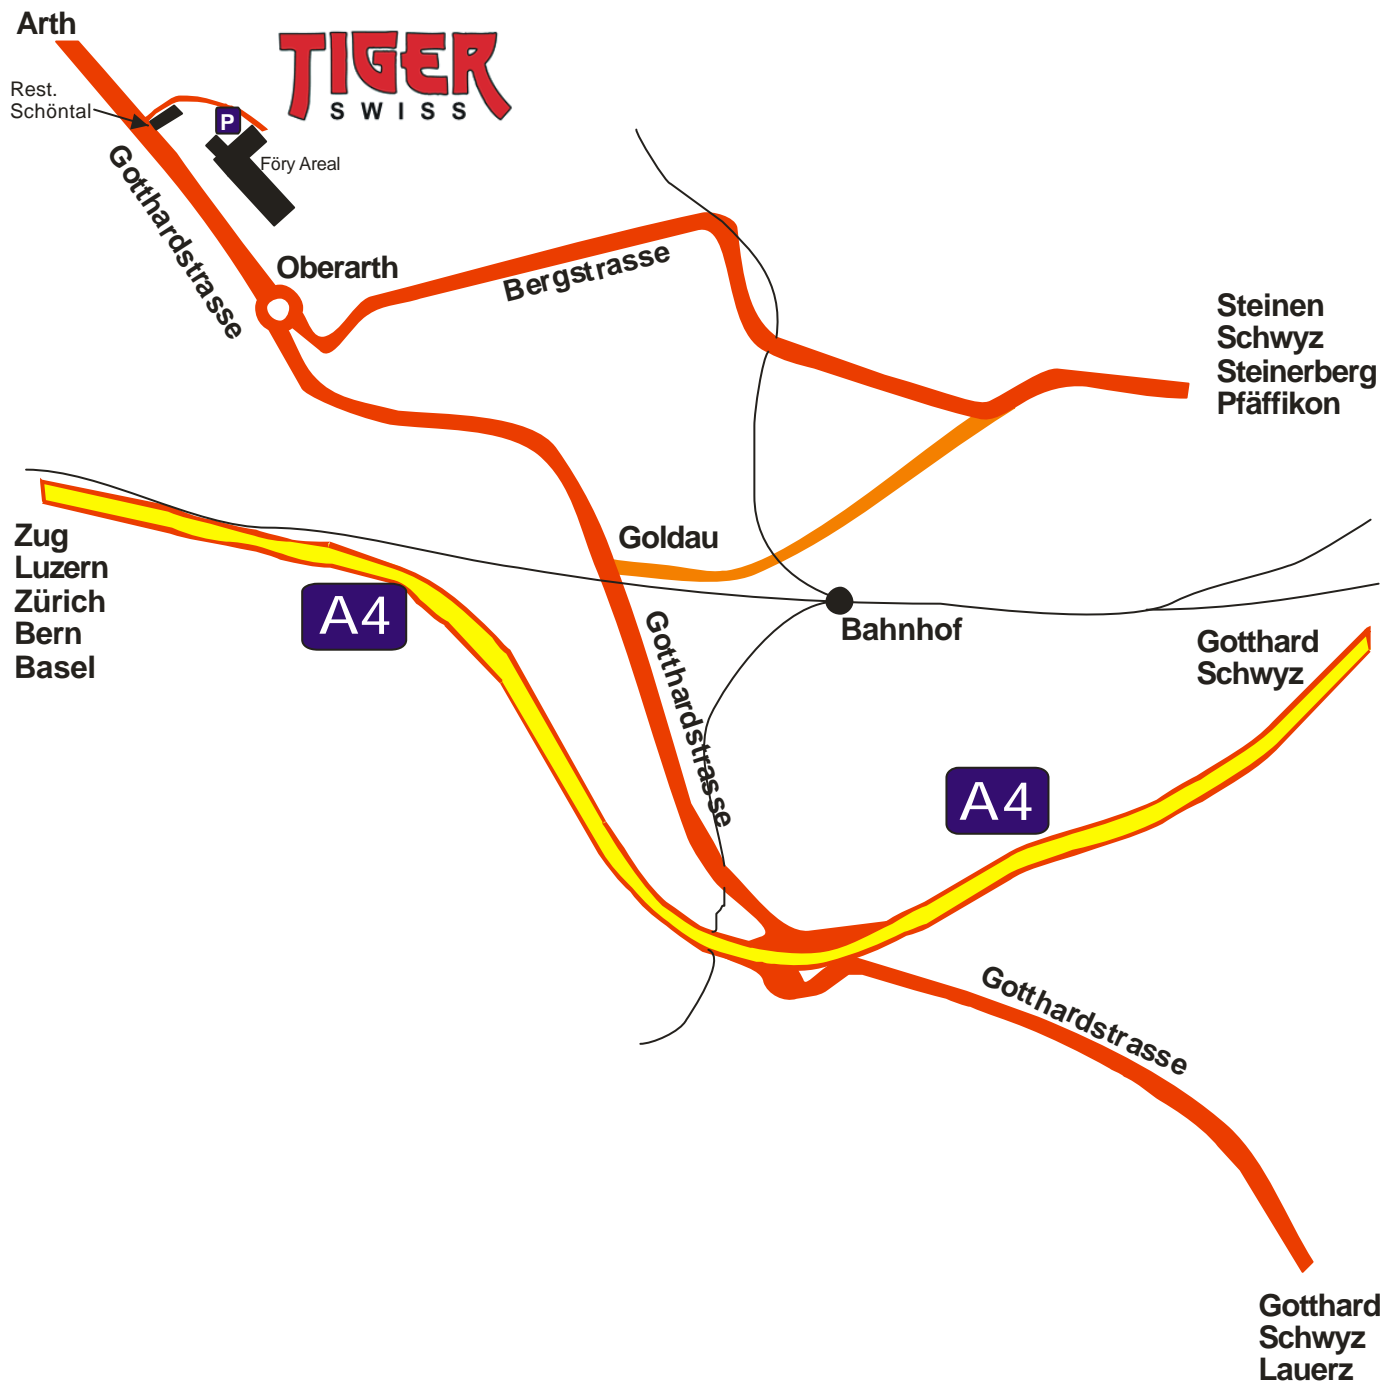 Arth
TIGER
SWISS
Rest.
Schöntal
P
Föry Areal
Gotthardstrasse
Oberarth
Bergstrasse
Steinen
Schwyz
Steinerberg
Pfäffikon
Zug
Luzern
Zürich
Bern
Basel
A4
Goldau
Bahnhof
Gotthardstrasse
Gotthard
Schwyz
A4
Gotthardstrasse
Gotthard
Schwyz
Lauerz